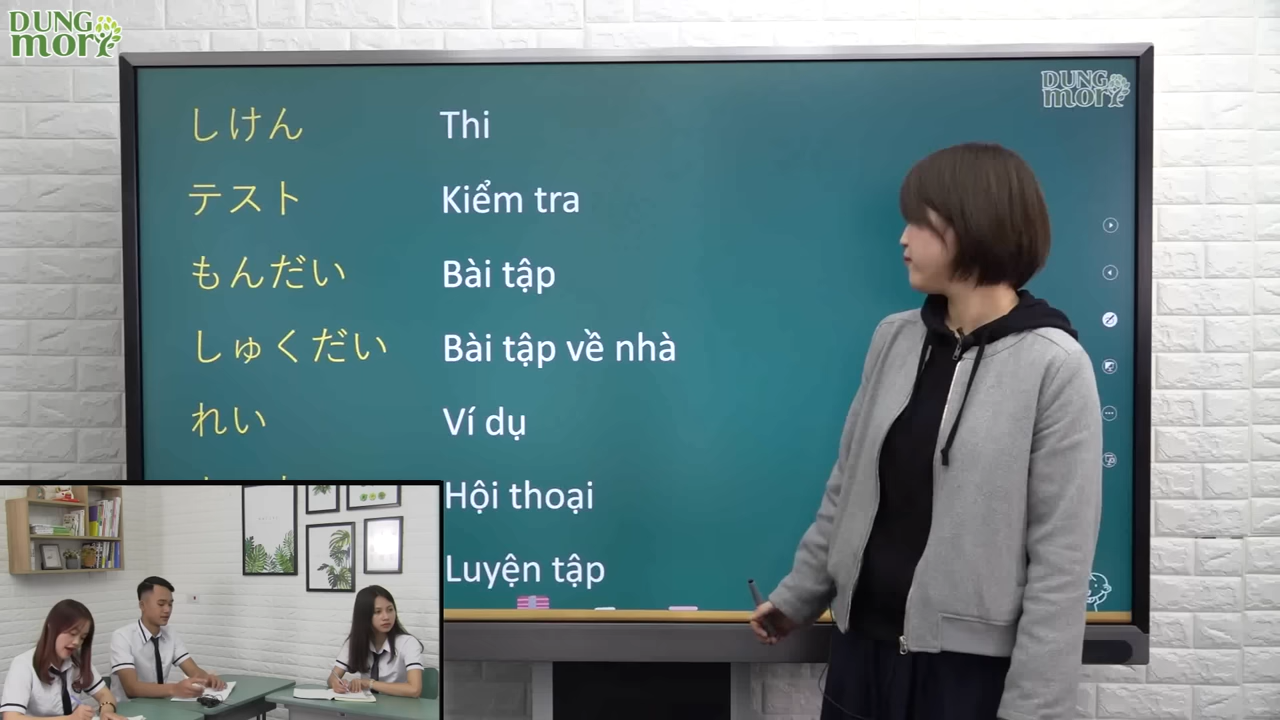 DUNG
mori
DUNG
mori
しけん Thi
テスト Kiểm tra
もんだい Bài tập
しゅくだい Bài tập về nhà
れい Ví dụ
Hội thoại
Luyện tập